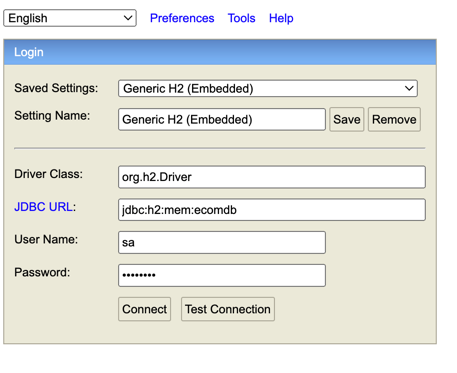 English Preferences Tools Help
Login
Saved Settings: Generic H2 (Embedded)
Setting Name: Generic H2 (Embedded) Save Remove
Driver Class: org.h2.Driver
JDBC URL: jdbc:h2:mem:ecomdb
User Name: sa
Password: ••••••••
Connect Test Connection